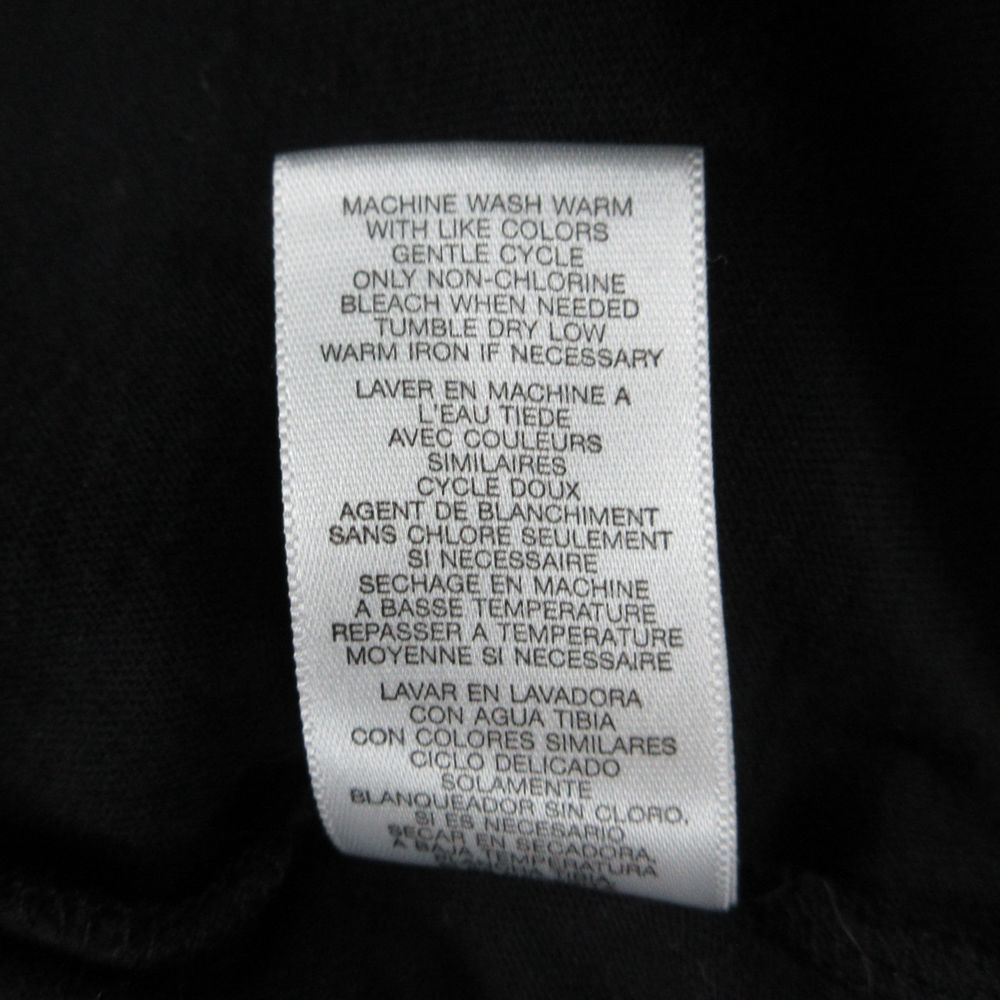 MACHINE WASH WARM
WITH LIKE COLORS
GENTLE CYCLE
ONLY NON-CHLORINE
BLEACH WHEN NEEDED
TUMBLE DRY LOW
WARM IRON IF NECESSARY
LAVER EN MACHINE A
L'EAU TIEDE
AVEC COULEURS
SIMILAIRES
CYCLE DOUX
AGENT DE BLANCHIMENT
SANS CHLORE SEULEMENT
SI NECESSAIRE
SECHAGE EN MACHINE
A BASSE TEMPERATURE
REPASSER A TEMPERATURE
MOYENNE SI NECESSAIRE
LAVAR EN LAVADORA
CON AGUA TIBIA
CON COLORES SIMILARES
CICLO DELICADO
SOLAMENTE
BLANQUEADOR SIN CLORO,
SI ES NECESARIO
SECAR EN SECADORA
A BAJA TEMPERATURA
TIBIA